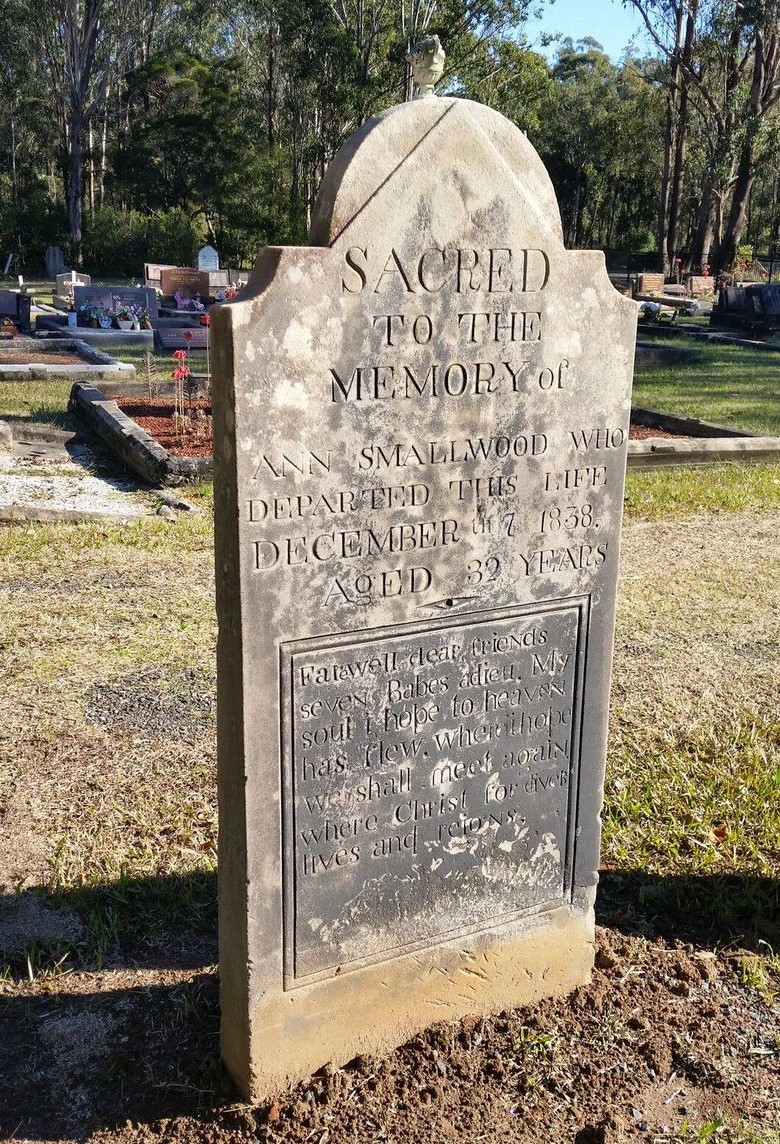 SACRED
TO THE
MEMORY of
ANN SMALLWOOD WHO
DEPARTED THIS LIFE
DECEMBER th 7 1838.
AGED 32 YEARS
Farewell dear friends
seven Babes adieu. My
soul i hope to heaven
has flew, where i hope
we shall meet again
where Christ for ever
lives and reigns.